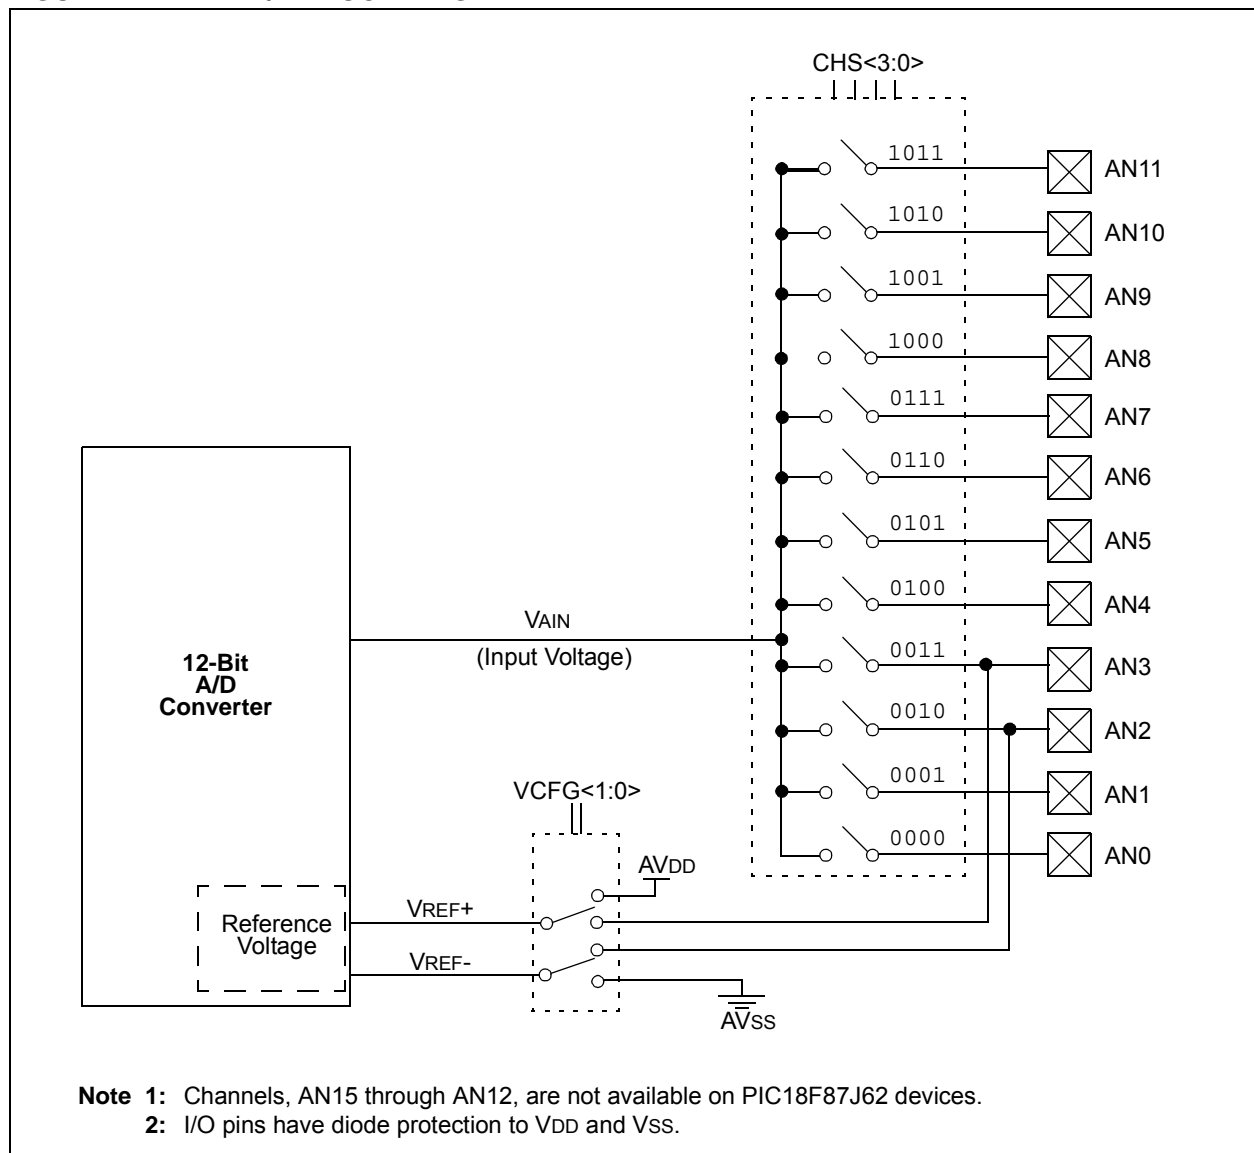 CHS<3:0>
1011
AN11
1010
AN10
1001
AN9
1000
AN8
0111
AN7
0110
AN6
0101
AN5
0100
AN4
VAIN
(Input Voltage)
0011
AN3
12-Bit
A/D
Converter
0010
AN2
VCFG<1:0>
0001
AN1
0000
AN0
AVDD
Reference
Voltage
VREF+
VREF-
AVSS
Note 1: Channels, AN15 through AN12, are not available on PIC18F87J62 devices.
2: I/O pins have diode protection to VDD and VSS.